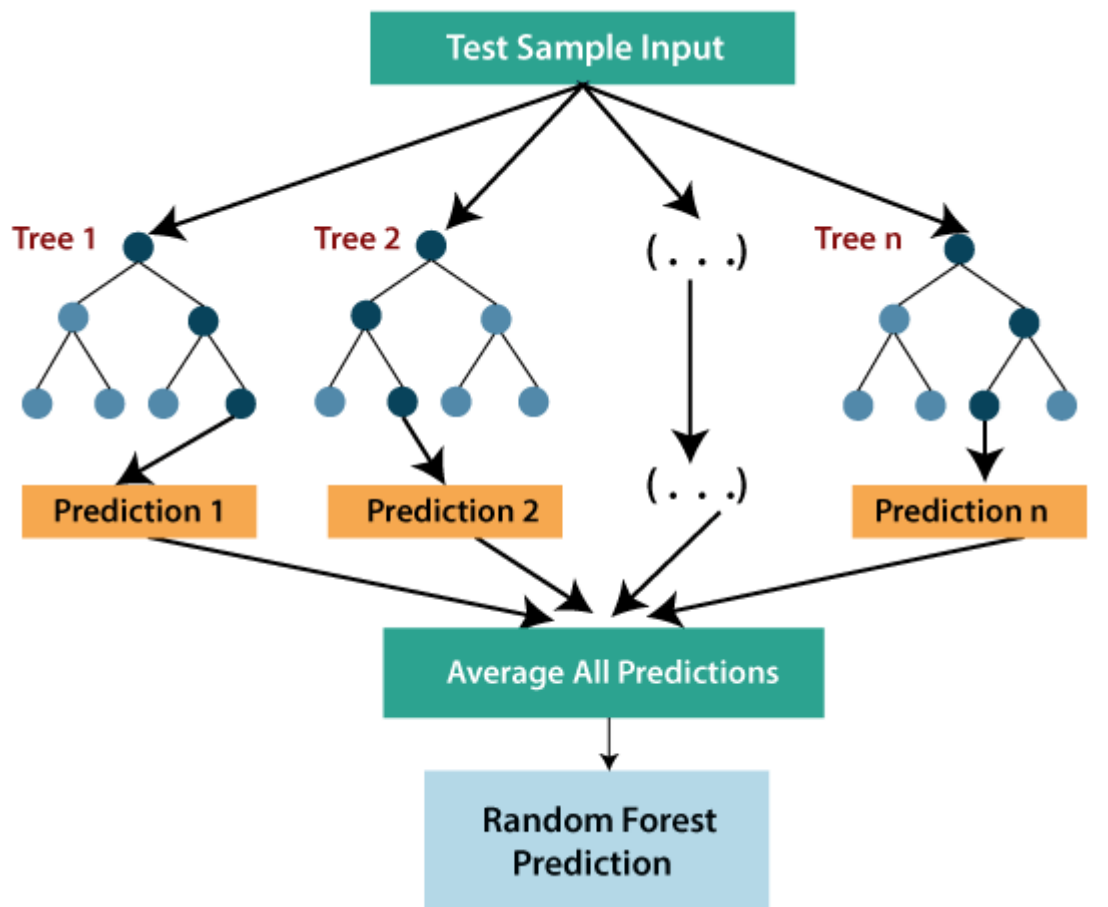 Test Sample Input
Tree 1
Tree 2
(. . .)
Tree n
(. . .)
Prediction 1
Prediction 2
Prediction n
Average All Predictions
Random Forest
Prediction